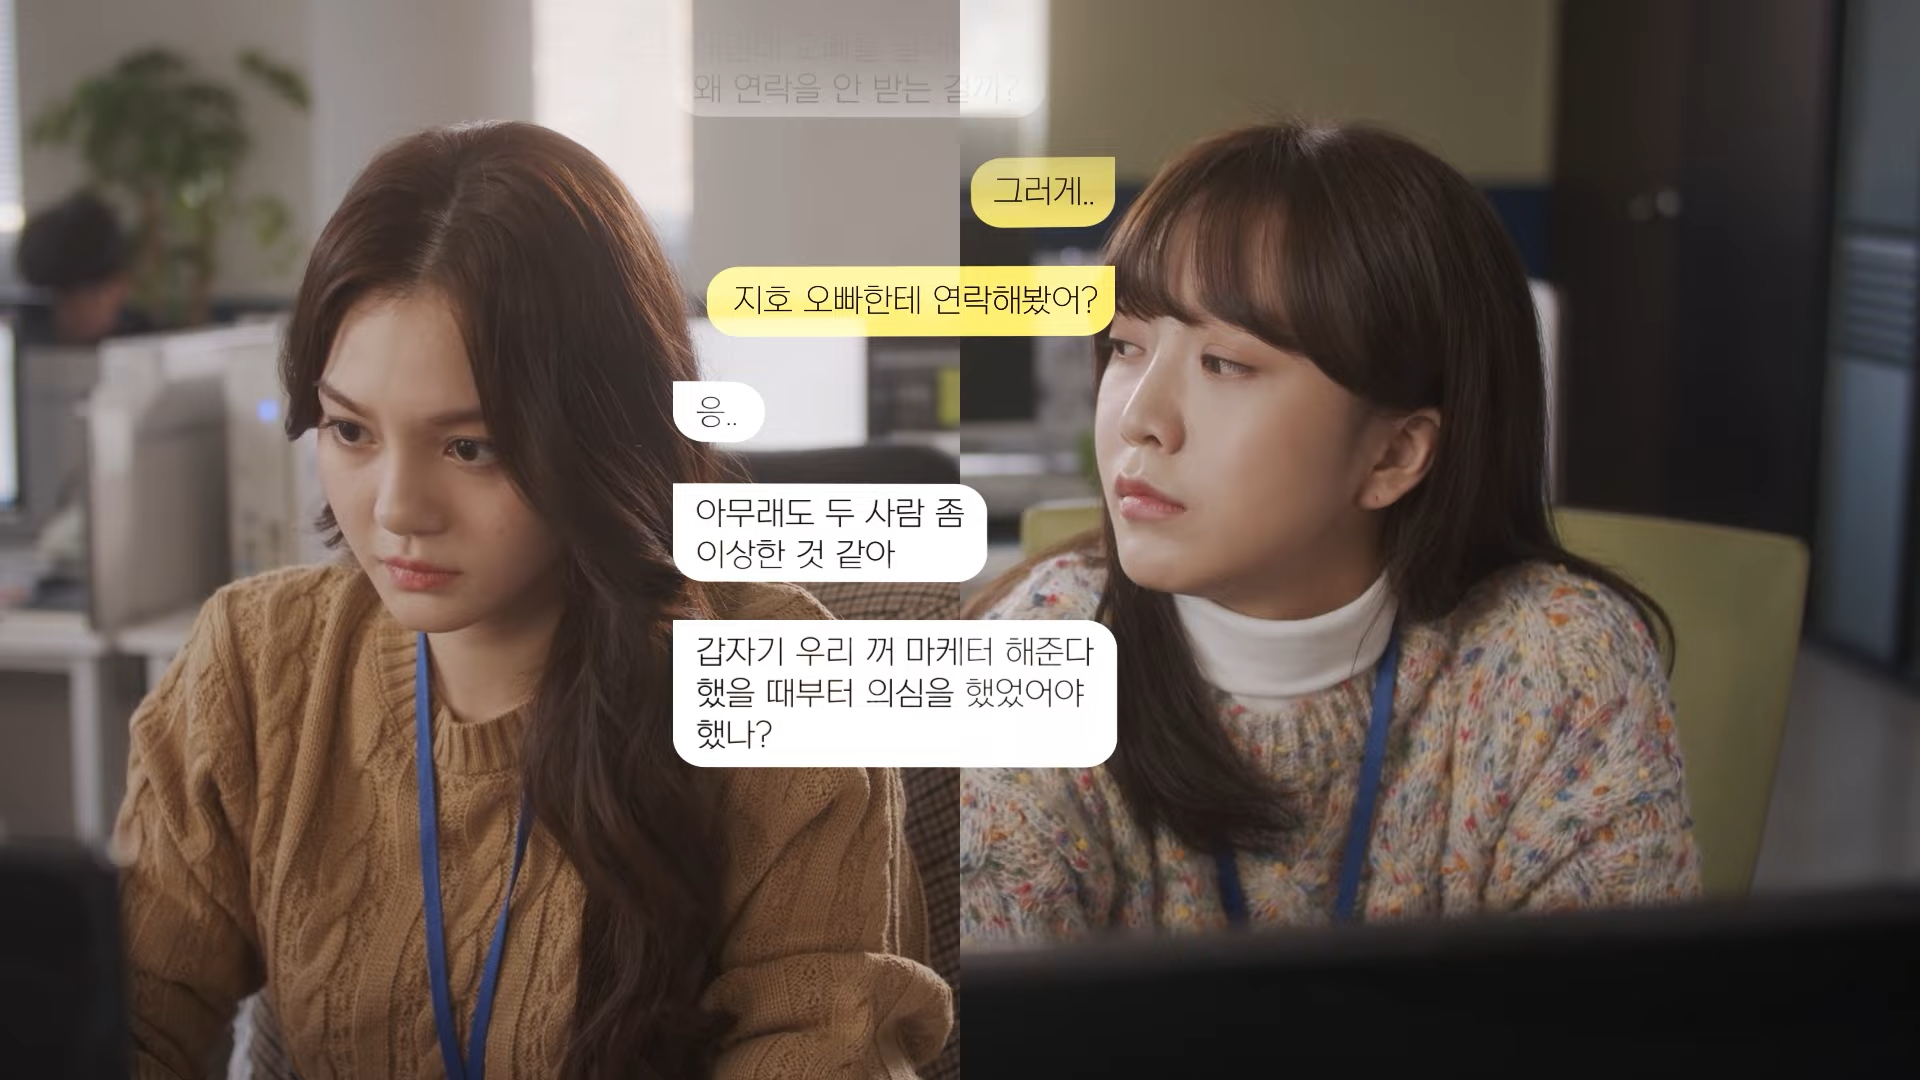 왜 연락을 안 받는 걸까?
그러게..
지호 오빠한테 연락해봤어?
응..
아무래도 두 사람 좀
이상한 것 같아
갑자기 우리 꺼 마케터 해준다
했을 때부터 의심을 했었어야
했나?